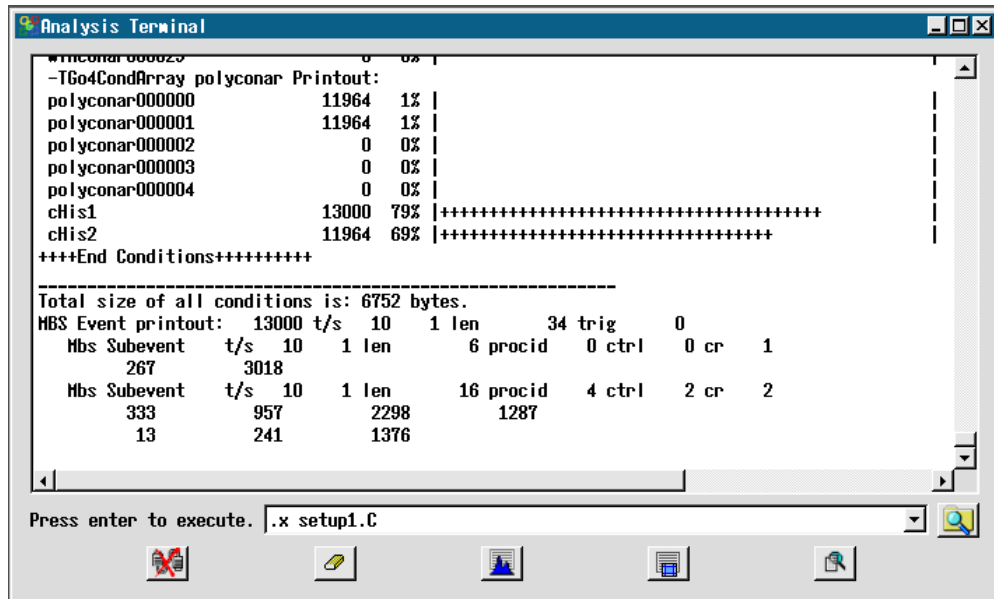 Analysis Terminal
-TGo4CondArray polyconar Printout:
polyconar000000 11964 1% | |
polyconar000001 11964 1% | |
polyconar000002 0 0% | |
polyconar000003 0 0% | |
polyconar000004 0 0% | |
cHis1 13000 79% |+++++++++++++++++++++++++++++++++++++++ |
cHis2 11964 69% |++++++++++++++++++++++++++++++++++ |
++++End Conditions++++++++++
____________________________________________________________
Total size of all conditions is: 6752 bytes.
MBS Event printout: 13000 t/s 10 1 len 34 trig 0
Mbs Subevent t/s 10 1 len 6 procid 0 ctrl 0 cr 1
267 3018
Mbs Subevent t/s 10 1 len 16 procid 4 ctrl 2 cr 2
333 957 2298 1287
13 241 1376
Press enter to execute. .x setup1.C